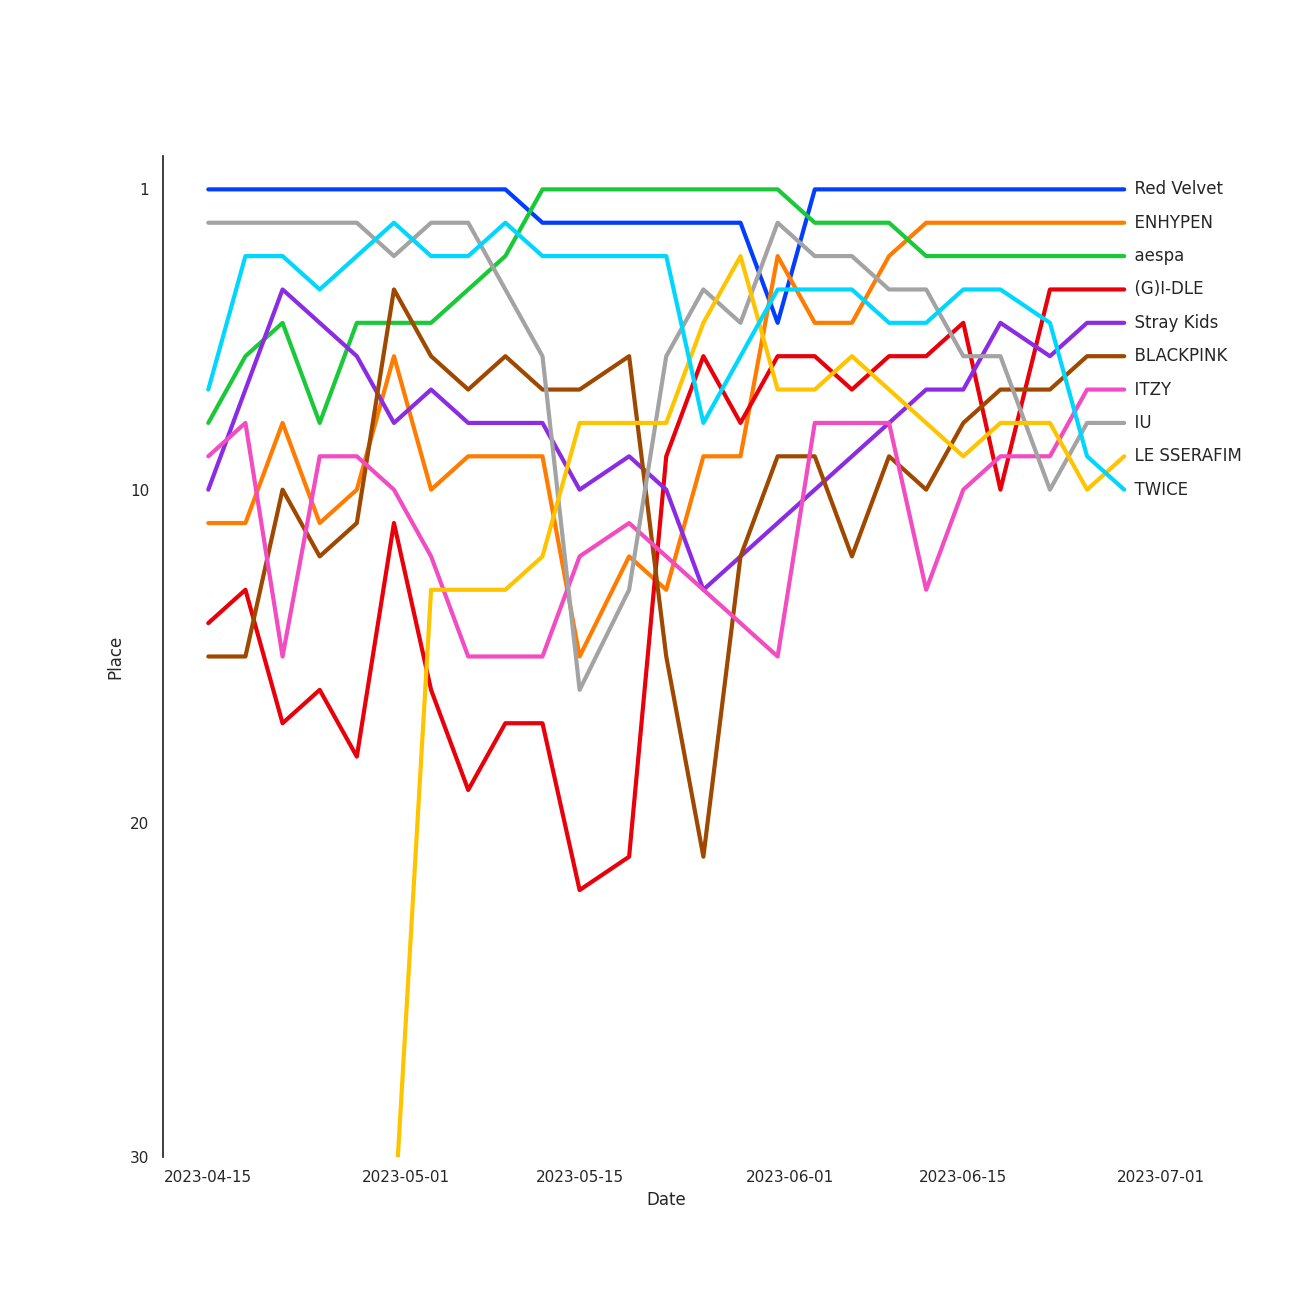 1
10
20
30
Place
Red Velvet
ENHYPEN
aespa
(G)I-DLE
Stray Kids
BLACKPINK
ITZY
IU
LE SSERAFIM
TWICE
2023-04-15
2023-05-01
2023-05-15
2023-06-01
2023-06-15
2023-07-01
Date